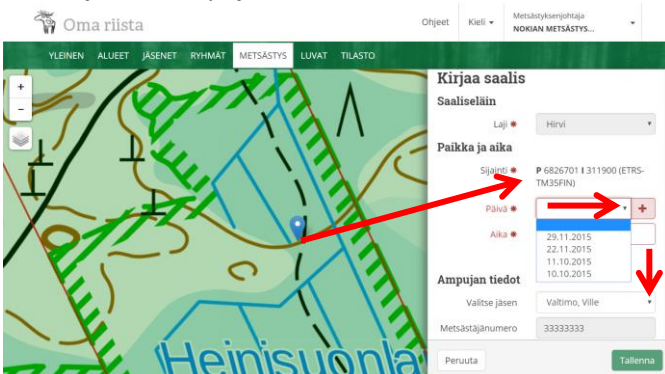 Oma riista
Ohjeet
Kieli
Metsästyksenjohtaja
NOKIAN METSÄSTYS...
YLEINEN ALUEET JÄSENET RYHMÄT METSÄSTYS LUVAT TILASTO
+
-
Heinisuonla
Kirjaa saalis
Saaliseläin
Laji * Hirvi
Paikka ja aika
Sijainti * P 6826701 I 311900 (ETRS-
TM35FIN)
Päivä * +
Aika *
29.11.2015
22.11.2015
11.10.2015
10.10.2015
Ampujan tiedot
Valitse jäsen Valtimo, Ville
Metsästäjänumero 33333333
Peruuta Tallenna